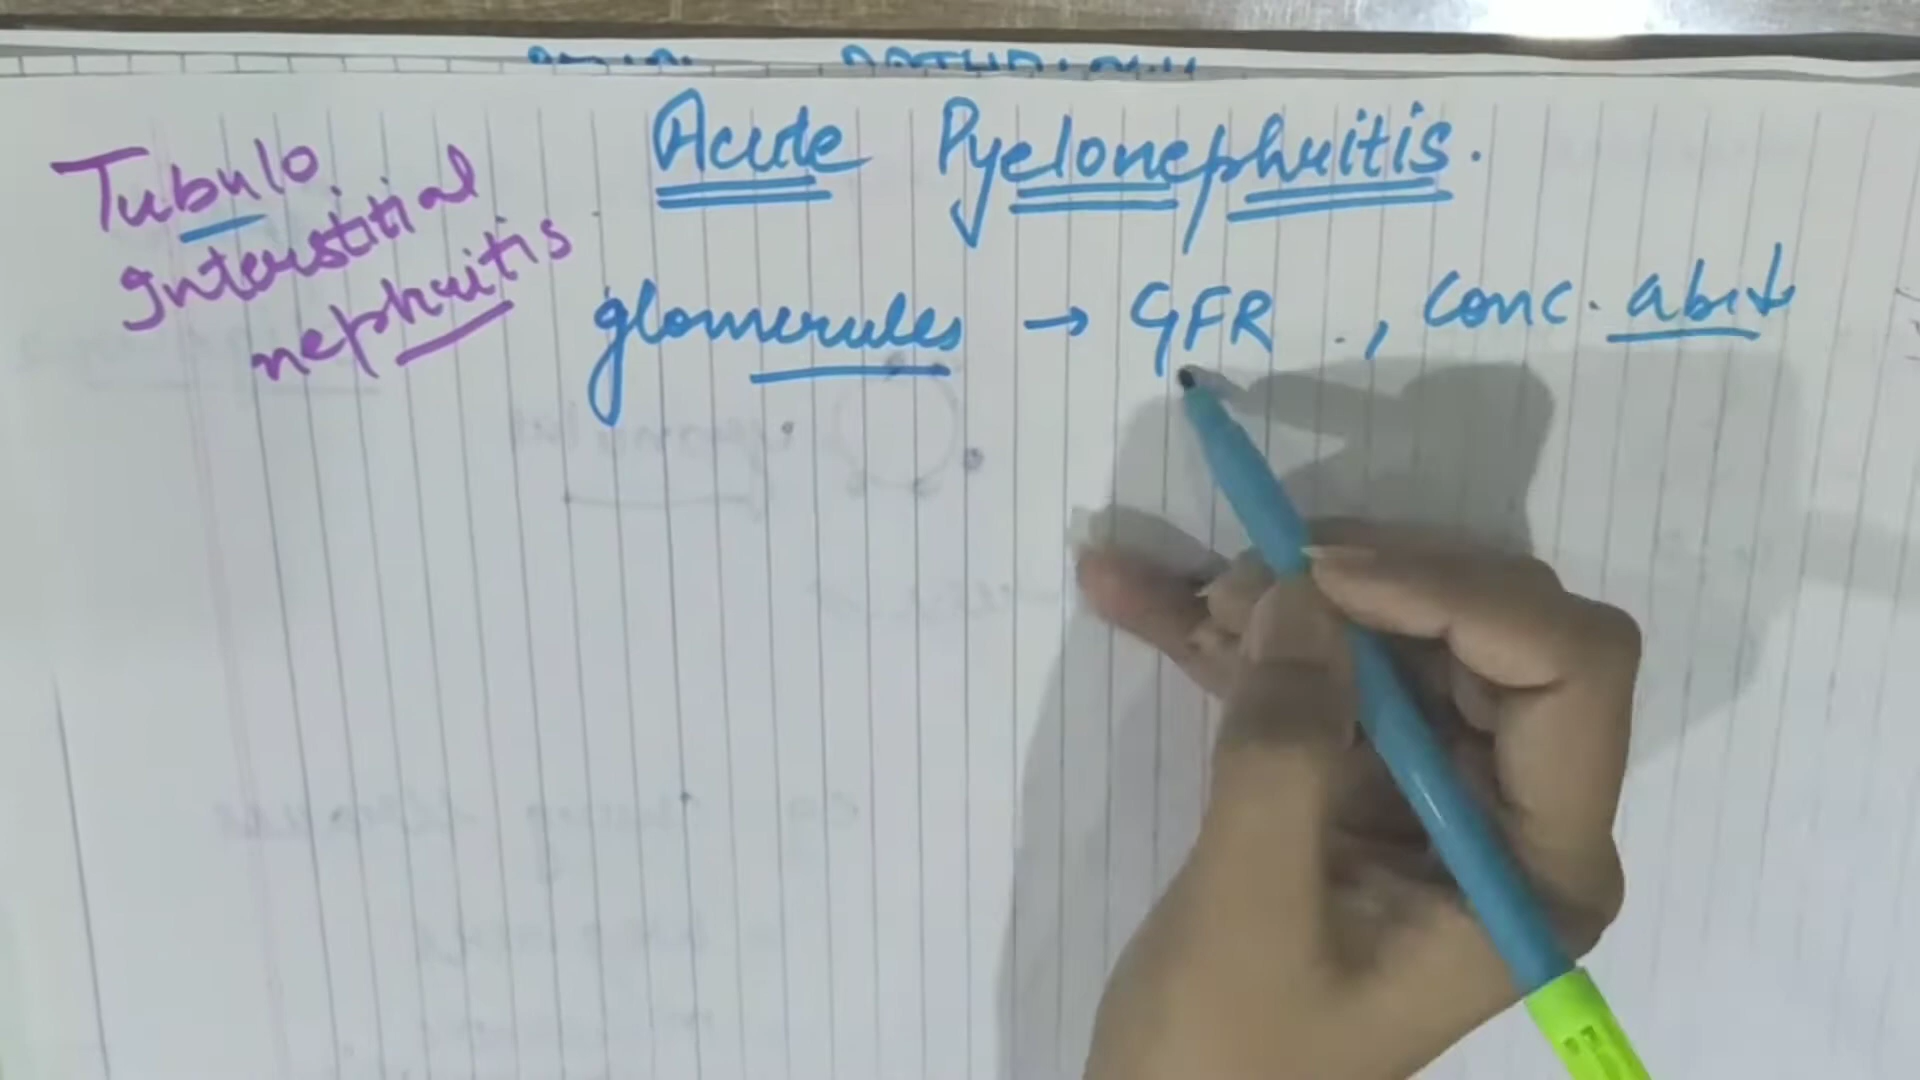 Acute Pyelonephritis.
Tubulo
Interstitial
nephritis
glomerules → GFR , conc. abit